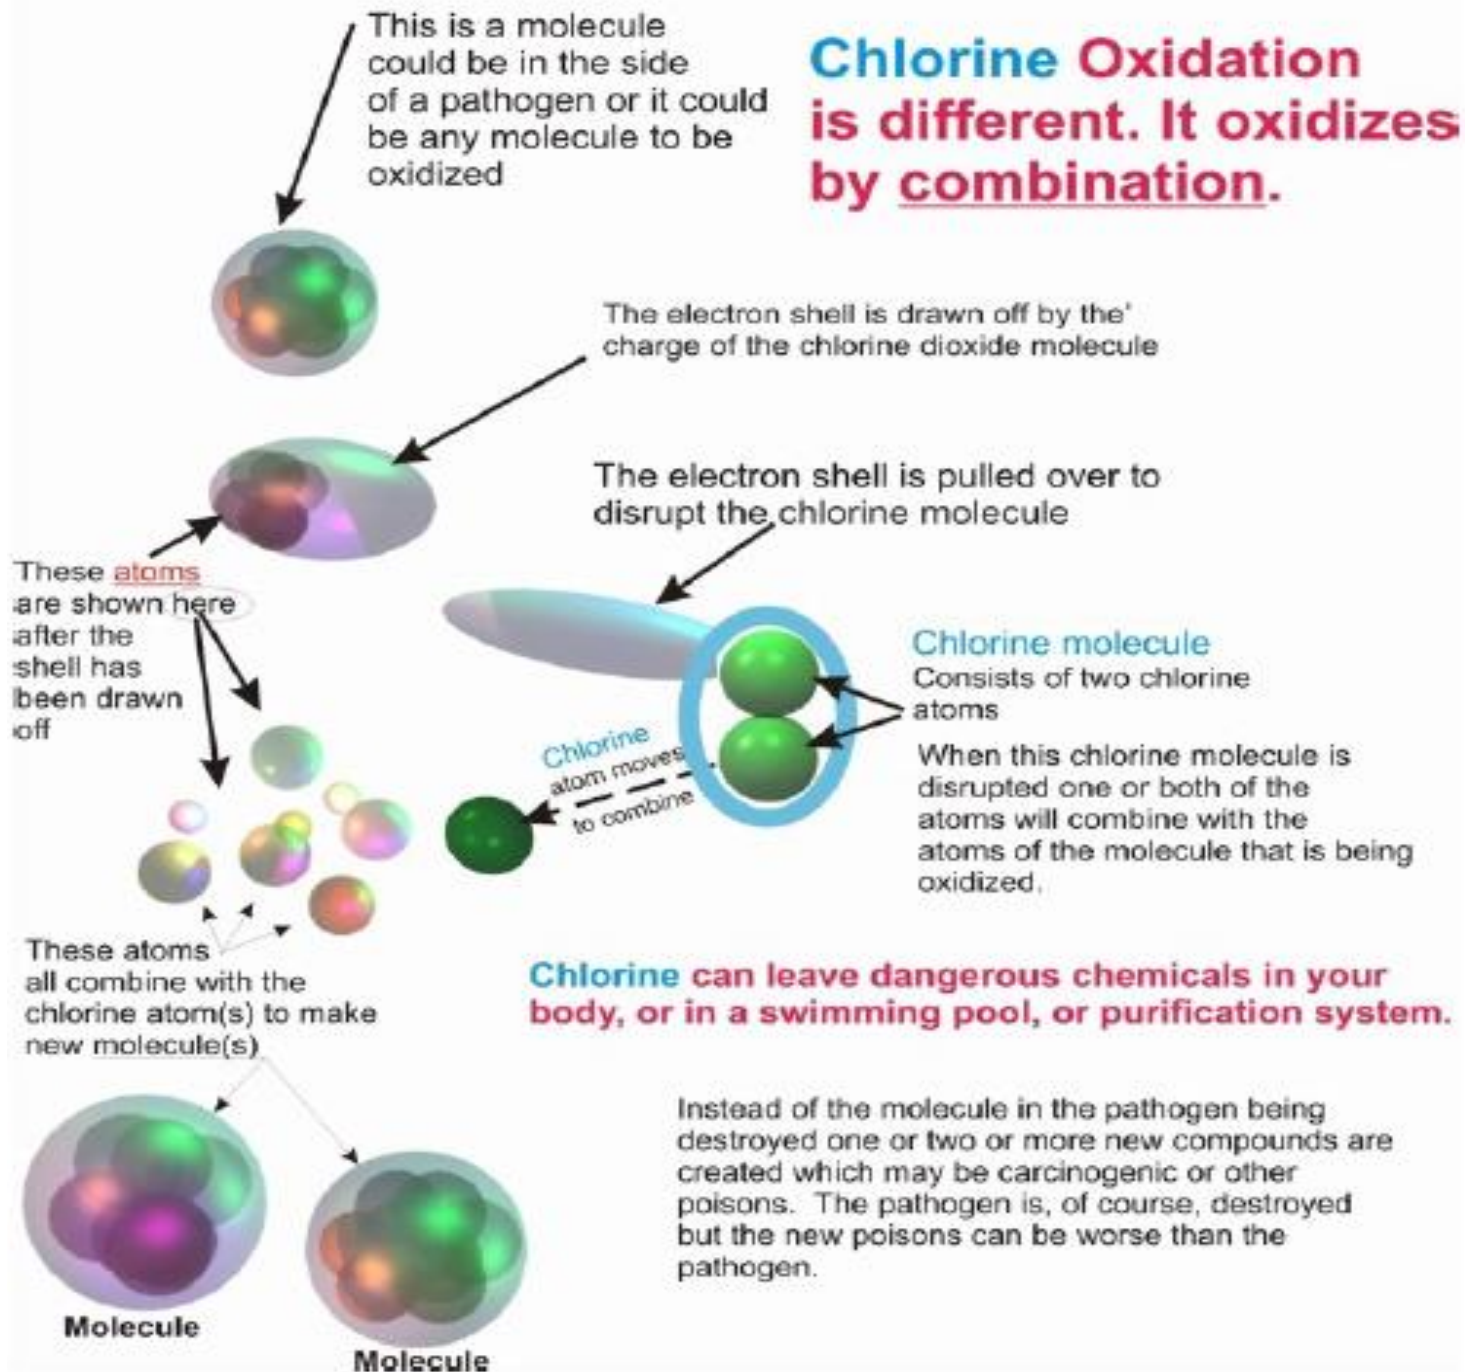 This is a molecule
could be in the side
of a pathogen or it could
be any molecule to be
oxidized
Chlorine Oxidation
is different. It oxidizes
by combination.
The electron shell is drawn off by the'
charge of the chlorine dioxide molecule
The electron shell is pulled over to
disrupt the chlorine molecule
These atoms
are shown here
after the
shell has
been drawn
off
Chlorine
atom moves
to combine
Chlorine molecule
Consists of two chlorine
atoms
When this chlorine molecule is
disrupted one or both of the
atoms will combine with the
atoms of the molecule that is being
oxidized.
These atoms
all combine with the
chlorine atom(s) to make
new molecule(s)
Chlorine can leave dangerous chemicals in your
body, or in a swimming pool, or purification system.
Instead of the molecule in the pathogen being
destroyed one or two or more new compounds are
created which may be carcinogenic or other
poisons. The pathogen is, of course, destroyed
but the new poisons can be worse than the
pathogen.
Molecule
Molecule